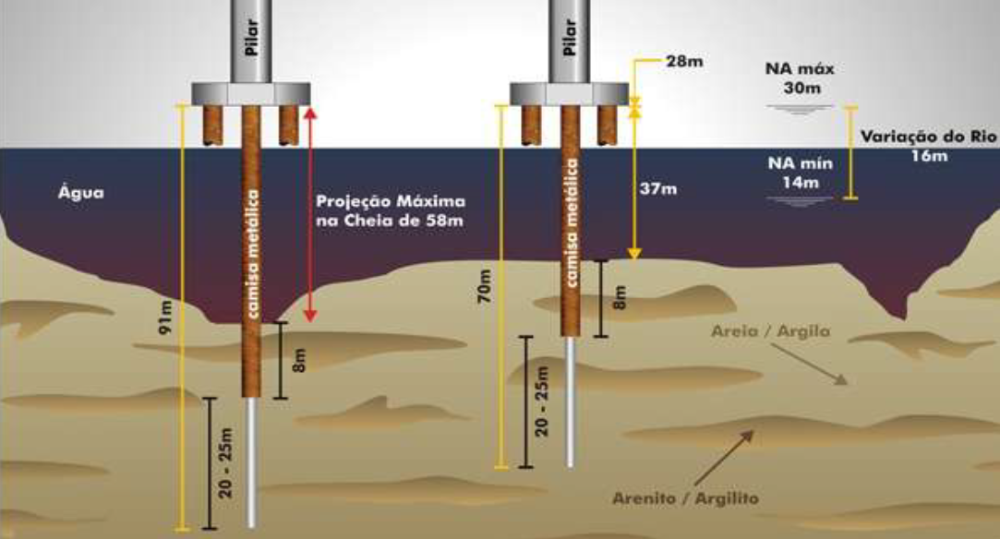 Pilar
Pilar
28m
NA máx
30m
Variação do Rio
16m
NA mín
14m
Água
Projeção Máxima
na Cheia de 58m
camisa metálica
camisa metálica
37m
91m
70m
8m
8m
Areia / Argila
20 - 25m
20 - 25m
Arenito / Argilito